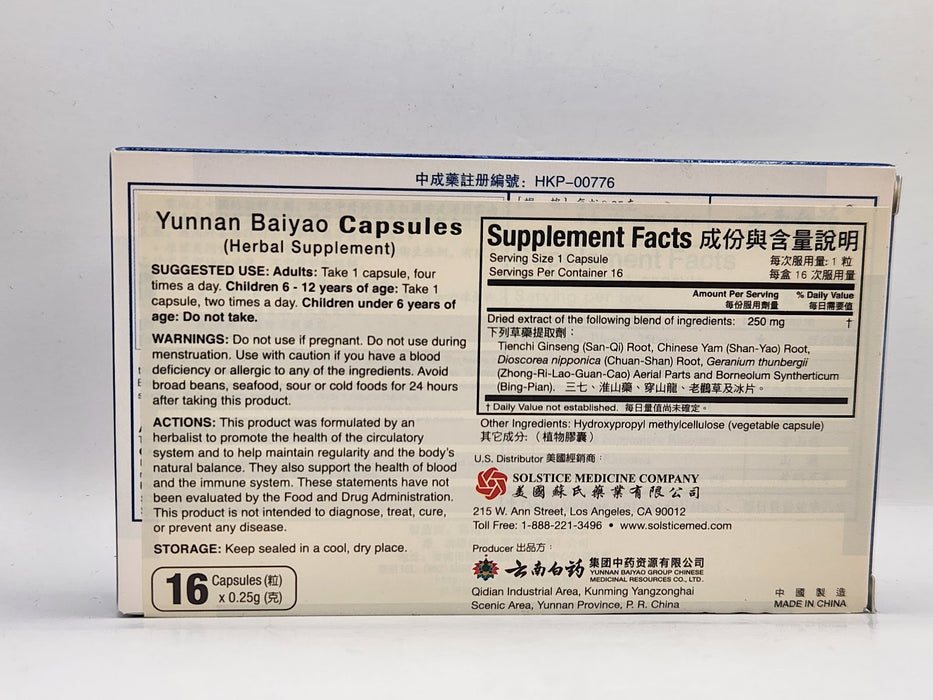 中成藥註册編號： HKP-00776
Yunnan Baiyao Capsules
(Herbal Supplement)
SUGGESTED USE: Adults: Take 1 capsule, four
times a day. Children 6 - 12 years of age: Take 1
capsule, two times a day. Children under 6 years of
age: Do not take.
WARNINGS: Do not use if pregnant. Do not use during
menstruation. Use with caution if you have a blood
deficiency or allergic to any of the ingredients. Avoid
broad beans, seafood, sour or cold foods for 24 hours
after taking this product.
ACTIONS: This product was formulated by an
herbalist to promote the health of the circulatory
system and to help maintain regularity and the body's
natural balance. They also support the health of blood
and the immune system. These statements have not
been evaluated by the Food and Drug Administration.
This product is not intended to diagnose, treat, cure,
or prevent any disease.
STORAGE: Keep sealed in a cool, dry place.
16 Capsules (粒)
x 0.25g (克)
Supplement Facts 成份與含量說明
Serving Size 1 Capsule 每次服用量: 1 粒
Servings Per Container 16 每盒 16 次服用量
Amount Per Serving % Daily Value
每份服用劑量 每日需要值
Dried extract of the following blend of ingredients: 250 mg †
下列草藥提取劑：
Tienchi Ginseng (San-Qi) Root, Chinese Yam (Shan-Yao) Root,
Dioscorea nipponica (Chuan-Shan) Root, Geranium thunbergii
(Zhong-Ri-Lao-Guan-Cao) Aerial Parts and Borneolum Syntherticum
(Bing-Pian). 三七、淮山藥、穿山龍、老鸛草及冰片。
† Daily Value not established. 每日量值尚未確定。
Other Ingredients: Hydroxypropyl methylcellulose (vegetable capsule)
其它成分:（植物膠囊）
U.S. Distributor 美國經銷商：
SOLSTICE MEDICINE COMPANY
美國蘇氏藥業有限公司
215 W. Ann Street, Los Angeles, CA 90012
Toll Free: 1-888-221-3496 • www.solsticemed.com
Producer 出品方：
云南白药 集团中药资源有限公司
YUNNAN BAIYAO GROUP CHINESE
MEDICINAL RESOURCES CO., LTD.
Qidian Industrial Area, Kunming Yangzonghai
Scenic Area, Yunnan Province, P. R. China
中國製造
MADE IN CHINA